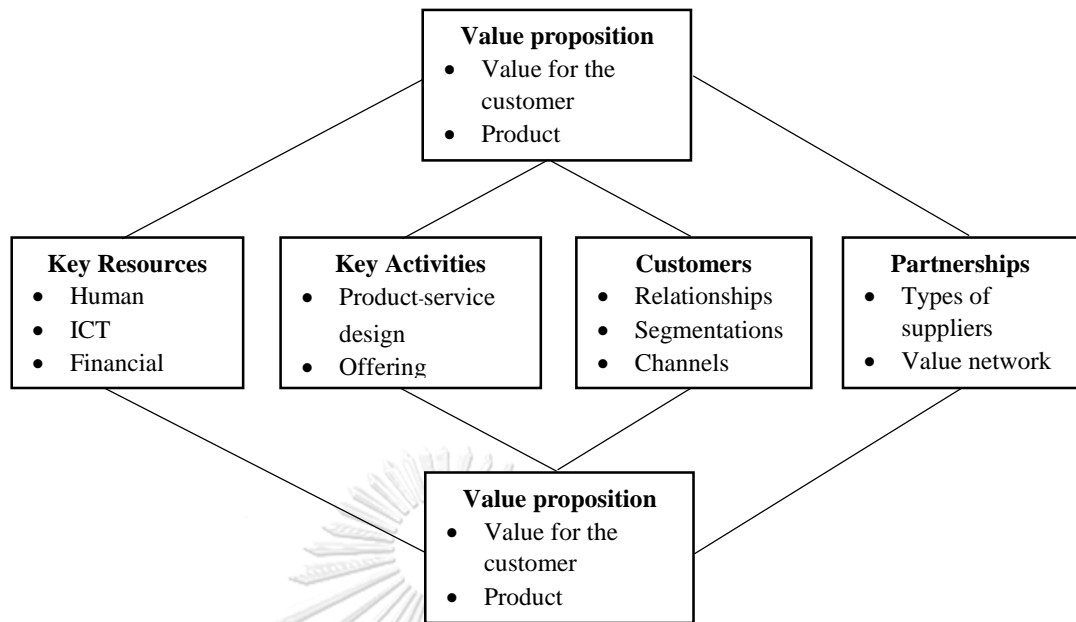 Value proposition
• Value for the
customer
• Product
Key Resources
• Human
• ICT
• Financial
Key Activities
• Product-service
design
• Offering
Customers
• Relationships
• Segmentations
• Channels
Partnerships
• Types of
suppliers
• Value network
Value proposition
• Value for the
customer
• Product